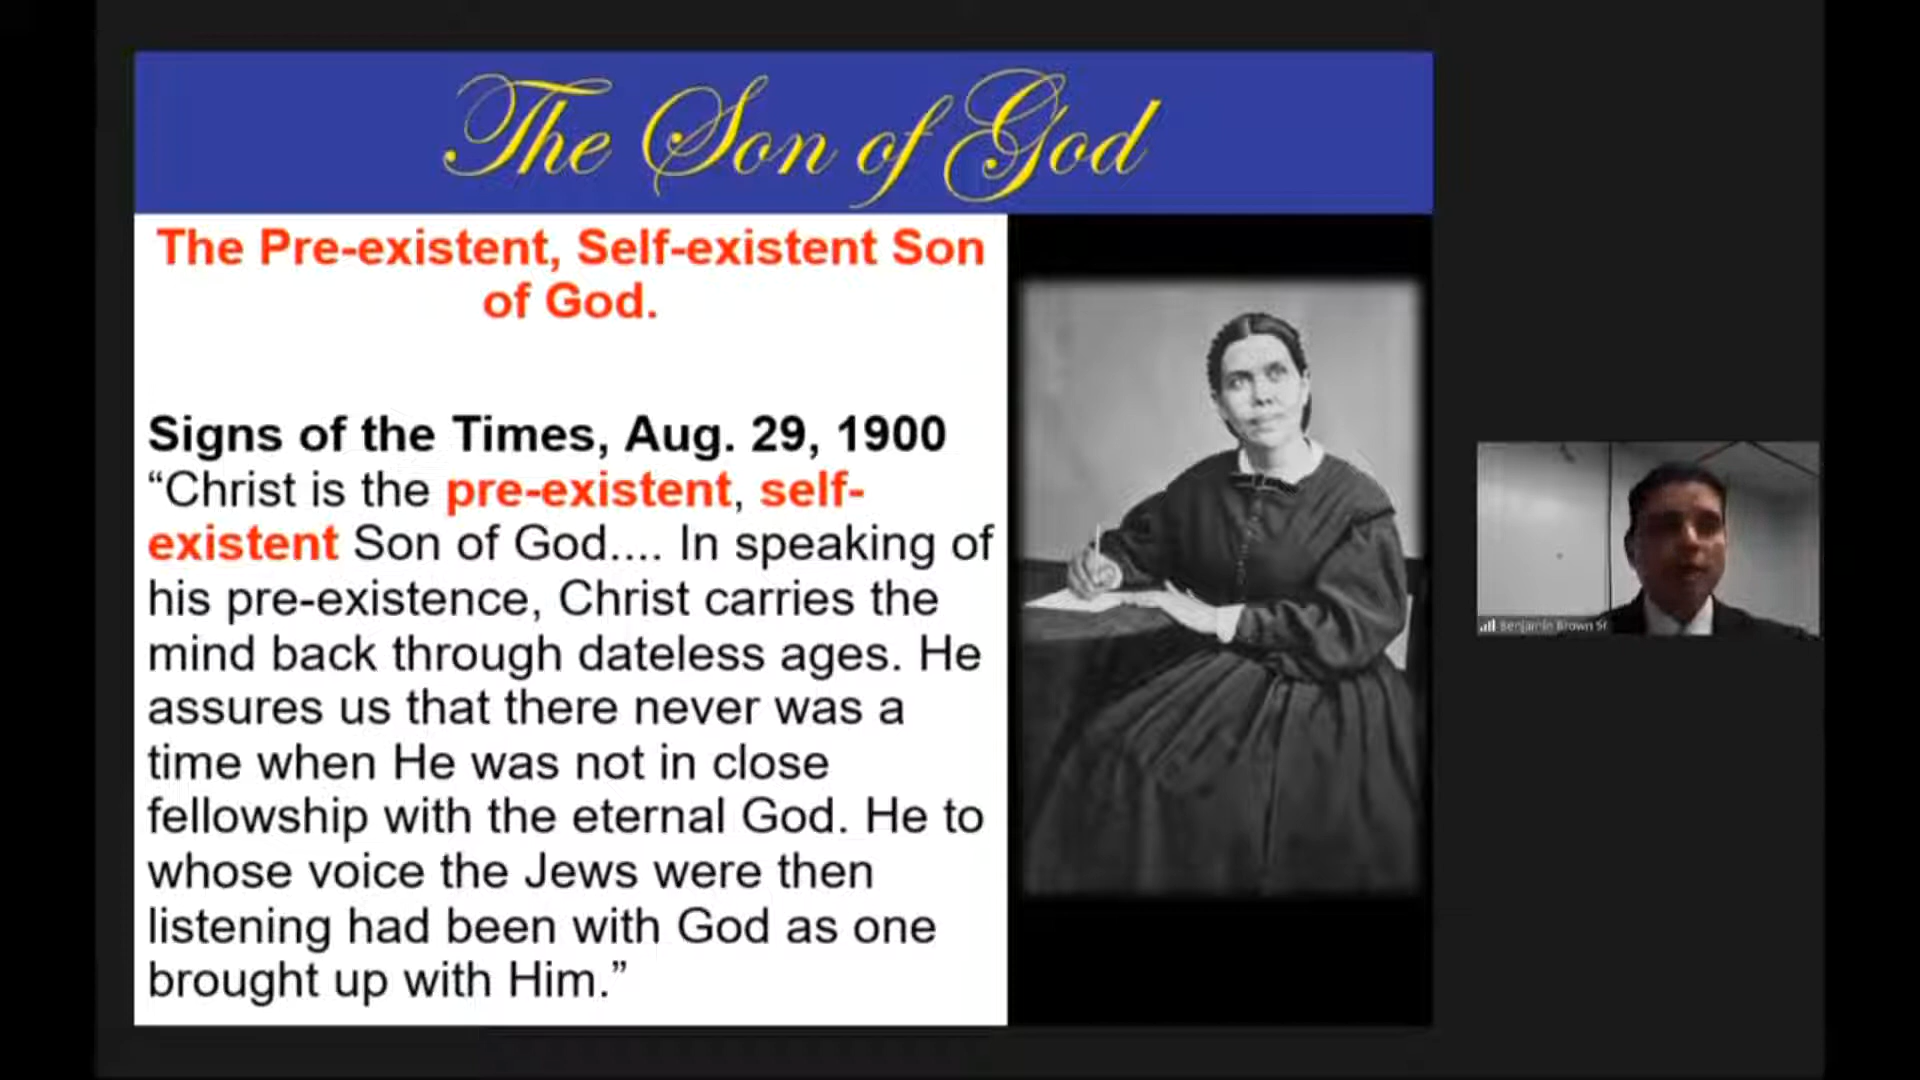 The Son of God
The Pre-existent, Self-existent Son
of God.
Signs of the Times, Aug. 29, 1900
“Christ is the pre-existent, self-
existent Son of God.... In speaking of
his pre-existence, Christ carries the
mind back through dateless ages. He
assures us that there never was a
time when He was not in close
fellowship with the eternal God. He to
whose voice the Jews were then
listening had been with God as one
brought up with Him.”
Benjamin Brown Sr